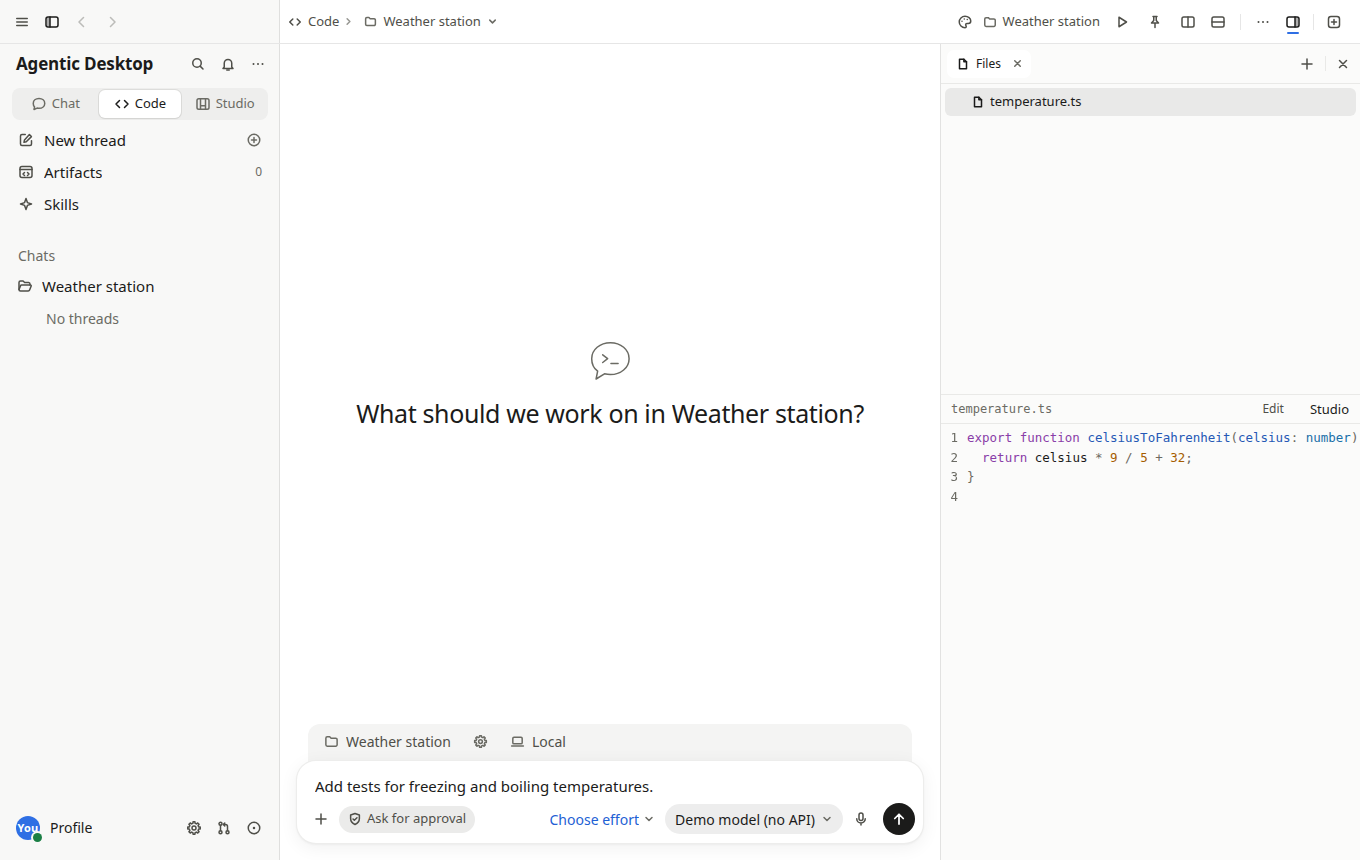 Code
Weather station
Weather station
Agentic Desktop
Files
temperature.ts
Chat
Code
Studio
New thread
Artifacts
0
Skills
Chats
Weather station
No threads
What should we work on in Weather station?
temperature.ts
Edit
Studio
1 export function celsiusToFahrenheit(celsius: number)
2 return celsius * 9 / 5 + 32;
3 }
4
Weather station
Local
Add tests for freezing and boiling temperatures.
Ask for approval
Choose effort
Demo model (no API)
You
Profile